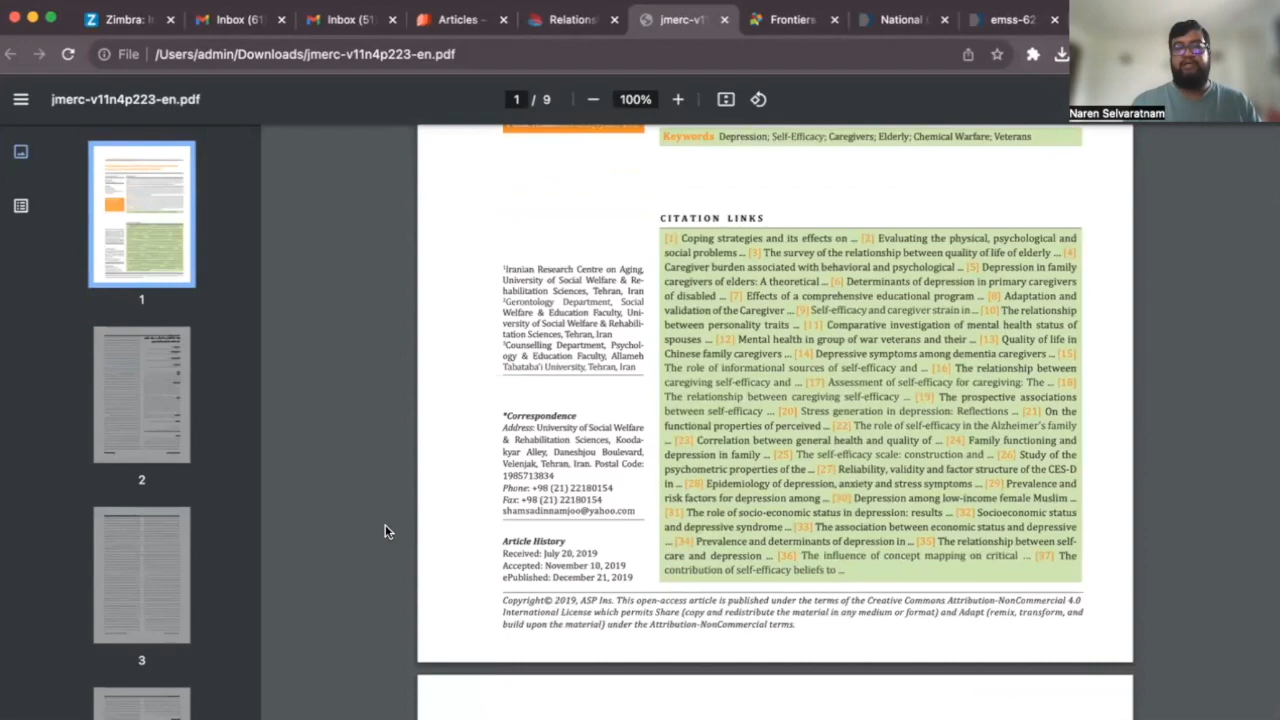 Zimbra: I
Inbox (61
Inbox (51
Articles –
Relations
jmerc-v1
Frontiers
National
emss-62
File
/Users/admin/Downloads/jmerc-v11n4p223-en.pdf
Naren Selvaratnam
jmerc-v11n4p223-en.pdf
1 / 9
100%
Keywords Depression; Self-Efficacy; Caregivers; Elderly; Chemical Warfare; Veterans
CITATION LINKS
[1] Coping strategies and its effects on ... [2] Evaluating the physical, psychological and
social problems ... [3] The survey of the relationship between quality of life of elderly ... [4]
Caregiver burden associated with behavioral and psychological ... [5] Depression in family
caregivers of elders: A theoretical ... [6] Determinants of depression in primary caregivers
of disabled ... [7] Effects of a comprehensive educational program ... [8] Adaptation and
validation of the Caregiver ... [9] Self-efficacy and caregiver strain in ... [10] The relationship
between personality traits ... [11] Comparative investigation of mental health status of
spouses ... [12] Mental health in group of war veterans and their ... [13] Quality of life in
Chinese family caregivers ... [14] Depressive symptoms among dementia caregivers ... [15]
The role of informational sources of self-efficacy and ... [16] The relationship between
caregiving self-efficacy and ... [17] Assessment of self-efficacy for caregiving: The ... [18]
The relationship between caregiving self-efficacy ... [19] The prospective associations
between self-efficacy ... [20] Stress generation in depression: Reflections ... [21] On the
functional properties of perceived ... [22] The role of self-efficacy in the Alzheimer's family
... [23] Correlation between general health and quality of ... [24] Family functioning and
depression in family ... [25] The self-efficacy scale: construction and ... [26] Study of the
psychometric properties of the ... [27] Reliability, validity and factor structure of the CES-D
in ... [28] Epidemiology of depression, anxiety and stress symptoms ... [29] Prevalence and
risk factors for depression among ... [30] Depression among low-income female Muslim ...
[31] The role of socio-economic status in depression: results ... [32] Socioeconomic status
and depressive syndrome ... [33] The association between economic status and depressive
... [34] Prevalence and determinants of depression in ... [35] The relationship between self-
care and depression ... [36] The influence of concept mapping on critical ... [37] The
contribution of self-efficacy beliefs to ...
1Iranian Research Centre on Aging,
University of Social Welfare & Re-
habilitation Sciences, Tehran, Iran
2Gerontology Department, Social
Welfare & Education Faculty, Uni-
versity of Social Welfare & Rehabili-
tation Sciences, Tehran, Iran
3Counselling Department, Psychol-
ogy & Education Faculty, Allameh
Tabataba'i University, Tehran, Iran
*Correspondence
Address: University of Social Welfare
& Rehabilitation Sciences, Kooda-
kyar Alley, Daneshjou Boulevard,
Velenjak, Tehran, Iran. Postal Code:
1985713834
Phone: +98 (21) 22180154
Fax: +98 (21) 22180154
shamsadinnamjoo@yahoo.com
Article History
Received: July 20, 2019
Accepted: November 10, 2019
ePublished: December 21, 2019
Copyright© 2019, ASP Ins. This open-access article is published under the terms of the Creative Commons Attribution-NonCommercial 4.0
International License which permits Share (copy and redistribute the material in any medium or format) and Adapt (remix, transform, and
build upon the material) under the Attribution-NonCommercial terms.
1
2
3